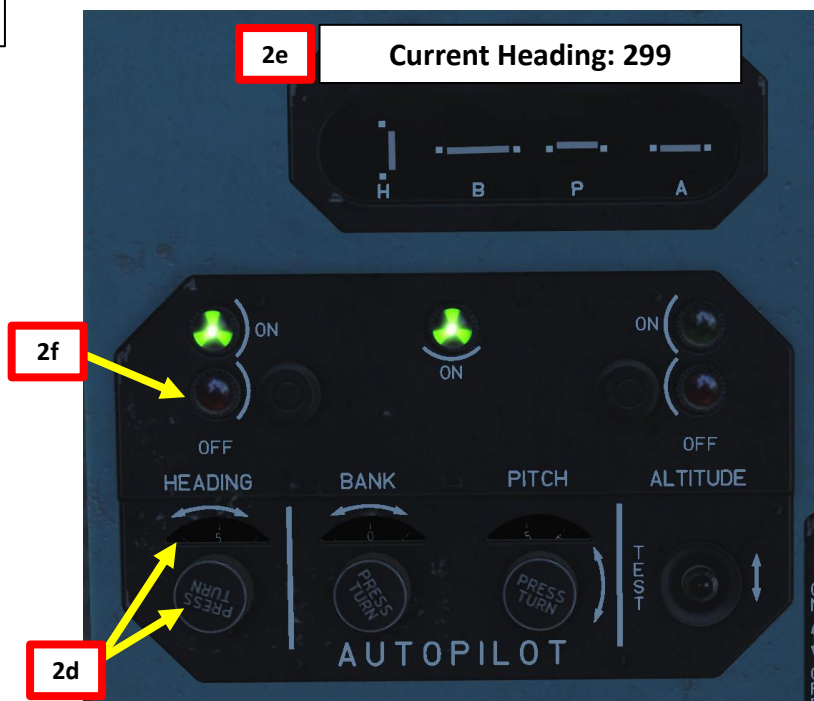 2e
Current Heading: 299
H B P A
ON
ON
ON
2f
OFF
OFF
HEADING BANK PITCH ALTITUDE
5 0 5
PRESS TURN
PRESS TURN
PRESS TURN
TEST
2d
AUTOPILOT